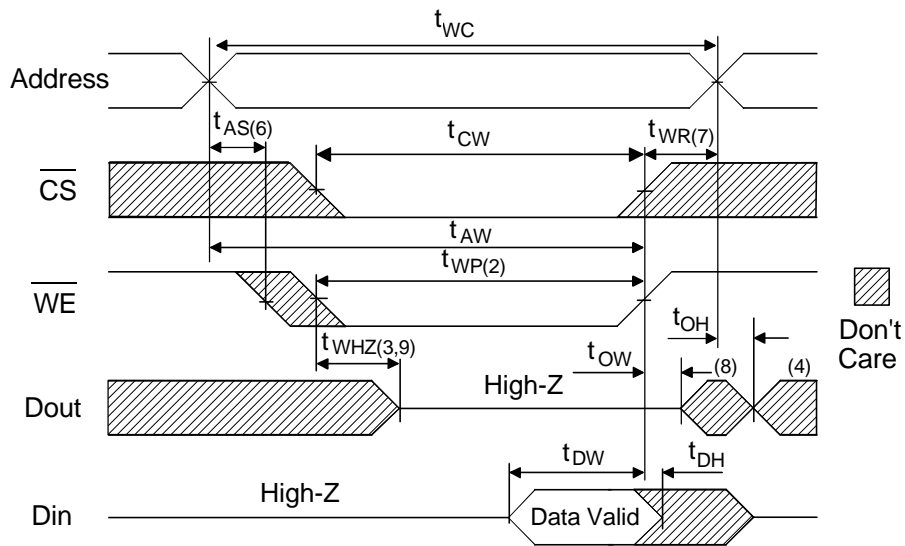 tWC
Address
tAS(6)
tCW
tWR(7)
CS
tAW
tWP(2)
WE
tOH
Don't
Care
tWHZ(3,9)
tOW
(8)
(4)
High-Z
Dout
tDW
tDH
High-Z
Din
Data Valid